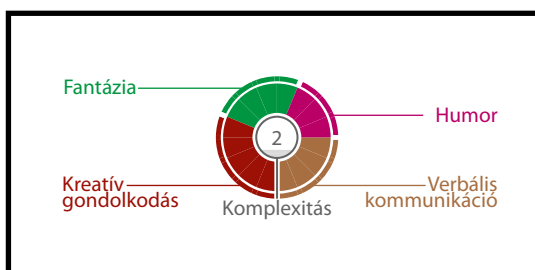 Fantázia
Humor
2
Kreatív
gondolkodás
Verbális
kommunikáció
Komplexitás